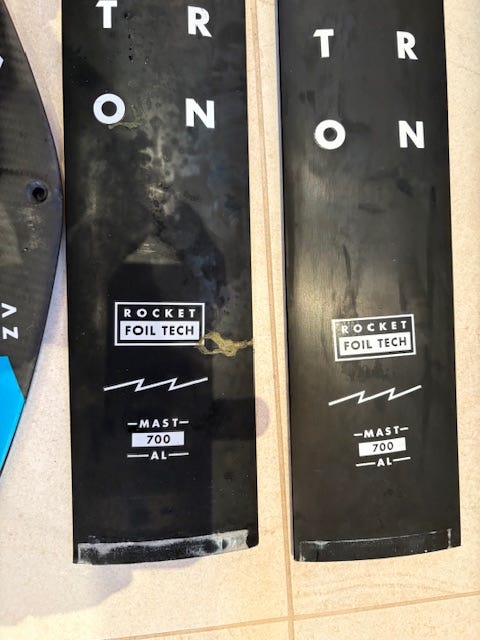 T R
O N
ROCKET
FOIL TECH
MAST
700
AL
T R
O N
ROCKET
FOIL TECH
MAST
700
AL
Z V